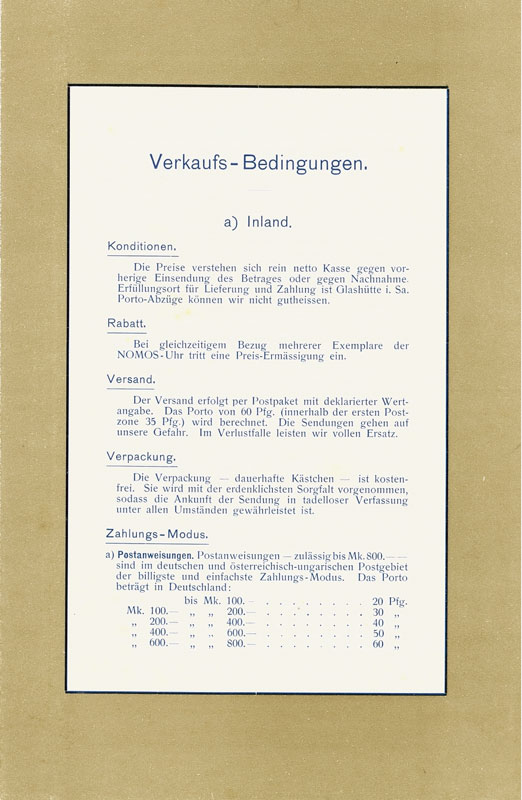 Verkaufs-Bedingungen.
a) Inland.
Konditionen.
Die Preise verstehen sich rein netto Kasse gegen vor-
herige Einsendung des Betrages oder gegen Nachnahme.
Erfüllungsort für Lieferung und Zahlung ist Glashütte i. Sa.
Porto-Abzüge können wir nicht gutheissen.
Rabatt.
Bei gleichzeitigem Bezug mehrerer Exemplare der
NOMOS-Uhr tritt eine Preis-Ermässigung ein.
Versand.
Der Versand erfolgt per Postpaket mit deklarierter Wert-
angabe. Das Porto von 60 Pfg. (innerhalb der ersten Post-
zone 35 Pfg.) wird berechnet. Die Sendungen gehen auf
unsere Gefahr. Im Verlustfalle leisten wir vollen Ersatz.
Verpackung.
Die Verpackung — dauerhafte Kästchen — ist kosten-
frei. Sie wird mit der erdenklichsten Sorgfalt vorgenommen,
sodass die Ankunft der Sendung in tadelloser Verfassung
unter allen Umständen gewährleistet ist.
Zahlungs-Modus.
a) Postanweisungen. Postanweisungen — zulässig bis Mk. 800.— —
sind im deutschen und österreichisch-ungarischen Postgebiet
der billigste und einfachste Zahlungs-Modus. Das Porto
beträgt in Deutschland:
bis Mk. 100.— . . . . . . . . 20 Pfg.
Mk. 100.— „ „ 200.— . . . . . . . . 30 „
„ 200.— „ „ 400.— . . . . . . . . 40 „
„ 400.— „ „ 600.— . . . . . . . . 50 „
„ 600.— „ „ 800.— . . . . . . . . 60 „